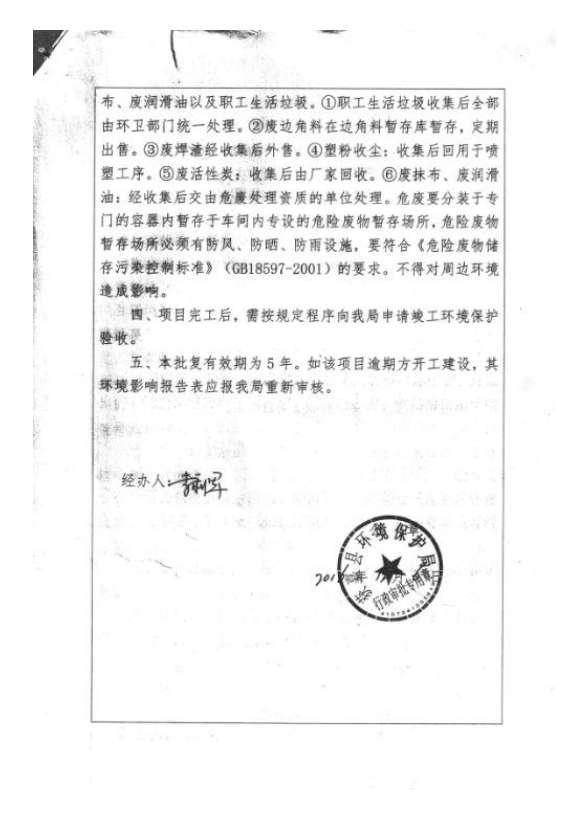 布、废润滑油以及职工生活垃圾。①职工生活垃圾收集后全部
由环卫部门统一处理。②废边角料在边角料暂存库暂存，定期
出售。③废焊渣经收集后外售。④塑粉收尘：收集后回用于喷
塑工序。⑤废活性炭：收集后由厂家回收。⑥废抹布、废润滑
油：经收集后交由危废处理资质的单位处理。危废要分装于专
门的容器内暂存于车间内专设的危险废物暂存场所，危险废物
暂存场所必须有防风、防晒、防雨设施，要符合《危险废物储
存污染控制标准》（GB18597-2001）的要求。不得对周边环境
造成影响。
四、项目完工后，需按规定程序向我局申请竣工环境保护
验收。
五、本批复有效期为 5 年。如该项目逾期方开工建设，其
环境影响报告表应报我局重新审核。
经办人：
县环境保护局
行政审批专用章